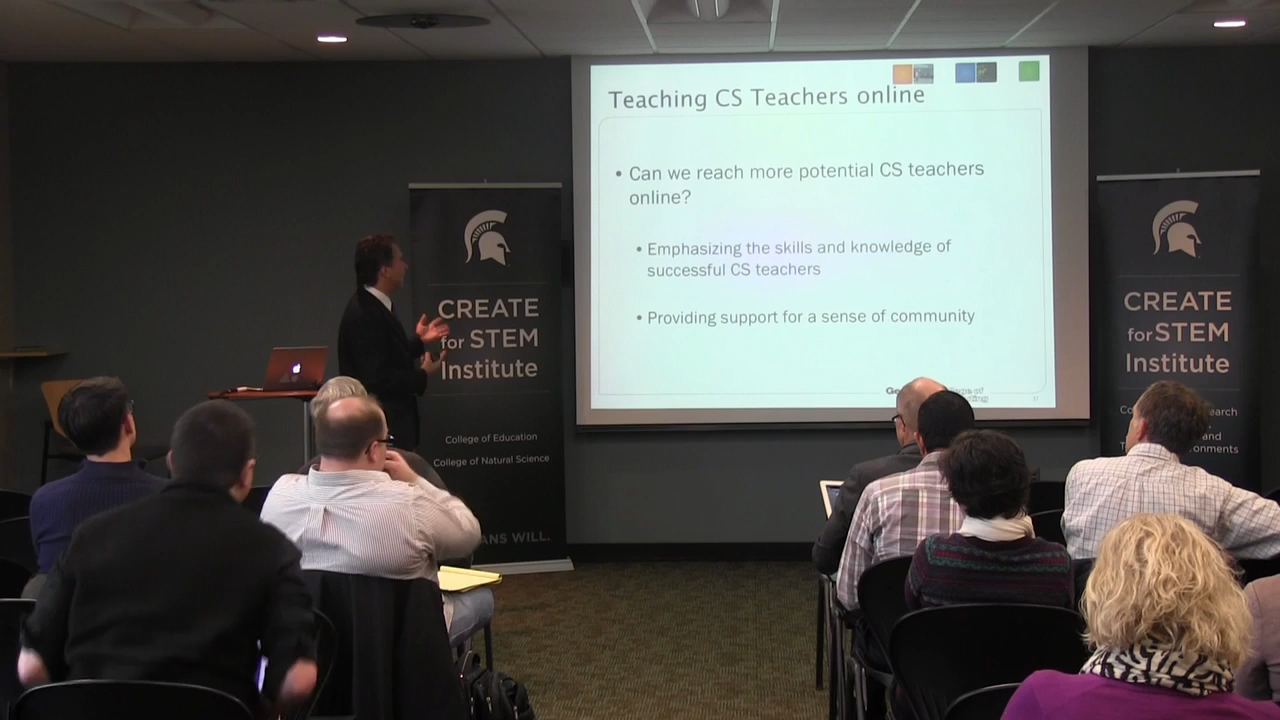 Teaching CS Teachers online
• Can we reach more potential CS teachers
online?
• Emphasizing the skills and knowledge of
successful CS teachers
• Providing support for a sense of community
CREATE
for STEM
Institute
College of Education
College of Natural Science
WILL.
CREATE
for STEM
Institute
and